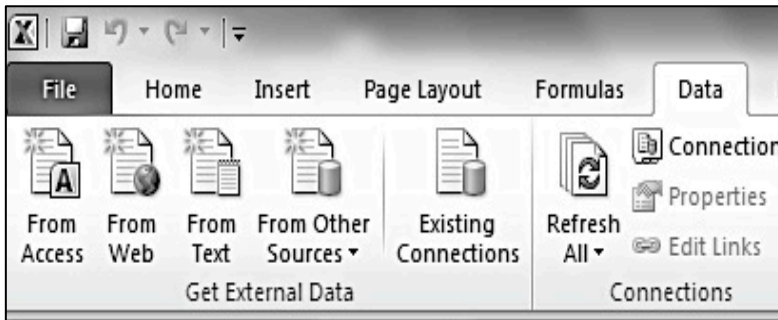 File Home Insert Page Layout Formulas Data
From Access
From Web
From Text
From Other Sources
Existing Connections
Refresh All
Connection
Properties
Edit Links
Get External Data
Connections